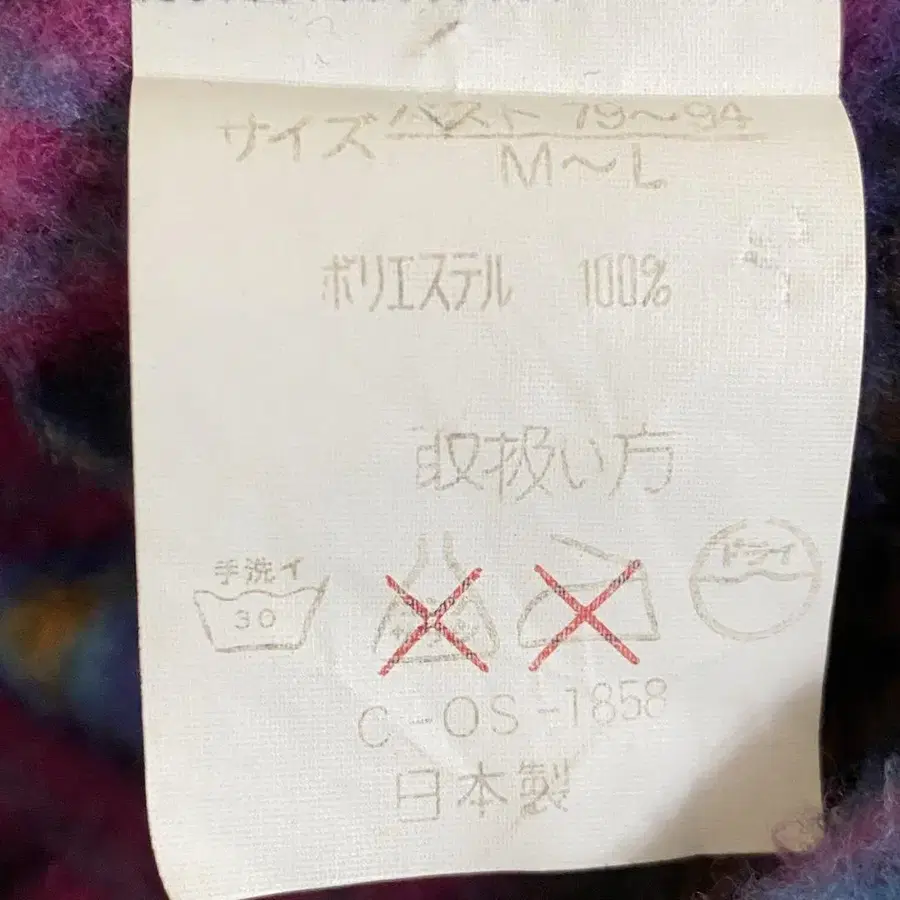 サイズ バスト 79〜94
M〜L
ポリエステル 100%
取扱い方
手洗イ
30
ドライ
C-OS-1858
日本製